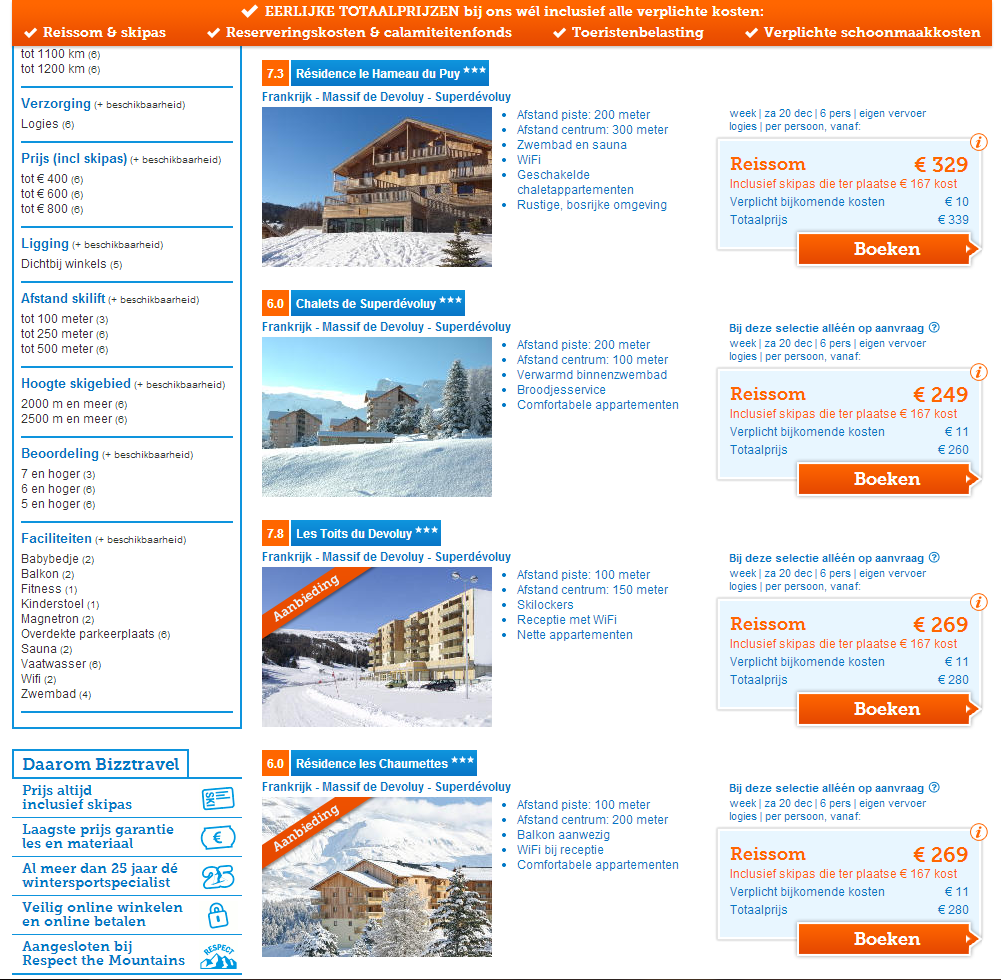 EERLIJKE TOTAALPRIJZEN bij ons wél inclusief alle verplichte kosten:
Reissom & skipas Reserveringskosten & calamiteitenfonds Toeristenbelasting Verplichte schoonmaakkosten
tot 1100 km (6)
tot 1200 km (6)
Verzorging (+ beschikbaarheid)
Logies (6)
Prijs (incl skipas) (+ beschikbaarheid)
tot € 400 (6)
tot € 600 (6)
tot € 800 (6)
Ligging (+ beschikbaarheid)
Dichtbij winkels (5)
Afstand skilift (+ beschikbaarheid)
tot 100 meter (3)
tot 250 meter (6)
tot 500 meter (6)
Hoogte skigebied (+ beschikbaarheid)
2000 m en meer (6)
2500 m en meer (6)
Beoordeling (+ beschikbaarheid)
7 en hoger (3)
6 en hoger (6)
5 en hoger (6)
Faciliteiten (+ beschikbaarheid)
Babybedje (2)
Balkon (2)
Fitness (1)
Kinderstoel (1)
Magnetron (2)
Overdekte parkeerplaats (6)
Sauna (2)
Vaatwasser (6)
Wifi (2)
Zwembad (4)
Daarom Bizztravel
Prijs altijd
inclusief skipas
SKI
Laagste prijs garantie
les en materiaal
€
Al meer dan 25 jaar dé
wintersportspecialist
25
Veilig online winkelen
en online betalen
Aangesloten bij
Respect the Mountains
RESPECT
7.3 Résidence le Hameau du Puy ***
Frankrijk - Massif de Devoluy - Superdévoluy
Afstand piste: 200 meter
Afstand centrum: 300 meter
Zwembad en sauna
WiFi
Geschakelde
chaletappartementen
Rustige, bosrijke omgeving
week | za 20 dec | 6 pers | eigen vervoer
logies | per persoon, vanaf:
i
Reissom € 329
Inclusief skipas die ter plaatse € 167 kost
Verplicht bijkomende kosten € 10
Totaalprijs € 339
Boeken
6.0 Chalets de Superdévoluy ***
Frankrijk - Massif de Devoluy - Superdévoluy
Afstand piste: 200 meter
Afstand centrum: 100 meter
Verwarmd binnenzwembad
Broodjesservice
Comfortabele appartementen
Bij deze selectie alléén op aanvraag ?
week | za 20 dec | 6 pers | eigen vervoer
logies | per persoon, vanaf:
i
Reissom € 249
Inclusief skipas die ter plaatse € 167 kost
Verplicht bijkomende kosten € 11
Totaalprijs € 260
Boeken
7.8 Les Toits du Devoluy ***
Frankrijk - Massif de Devoluy - Superdévoluy
Aanbieding
Afstand piste: 100 meter
Afstand centrum: 150 meter
Skilockers
Receptie met WiFi
Nette appartementen
Bij deze selectie alléén op aanvraag ?
week | za 20 dec | 6 pers | eigen vervoer
logies | per persoon, vanaf:
i
Reissom € 269
Inclusief skipas die ter plaatse € 167 kost
Verplicht bijkomende kosten € 11
Totaalprijs € 280
Boeken
6.0 Résidence les Chaumettes ***
Frankrijk - Massif de Devoluy - Superdévoluy
Aanbieding
Afstand piste: 100 meter
Afstand centrum: 200 meter
Balkon aanwezig
WiFi bij receptie
Comfortabele appartementen
Bij deze selectie alléén op aanvraag ?
week | za 20 dec | 6 pers | eigen vervoer
logies | per persoon, vanaf:
i
Reissom € 269
Inclusief skipas die ter plaatse € 167 kost
Verplicht bijkomende kosten € 11
Totaalprijs € 280
Boeken